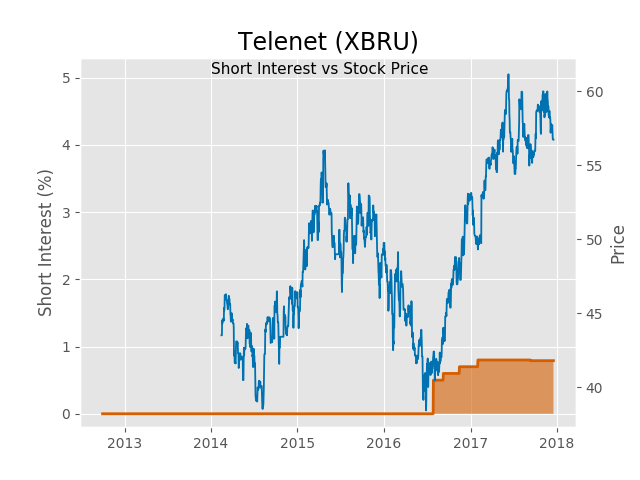 Telenet (XBRU)
Short Interest vs Stock Price
Short Interest (%)
5
4
3
2
1
0
60
55
50
45
40
Price
2013 2014 2015 2016 2017 2018